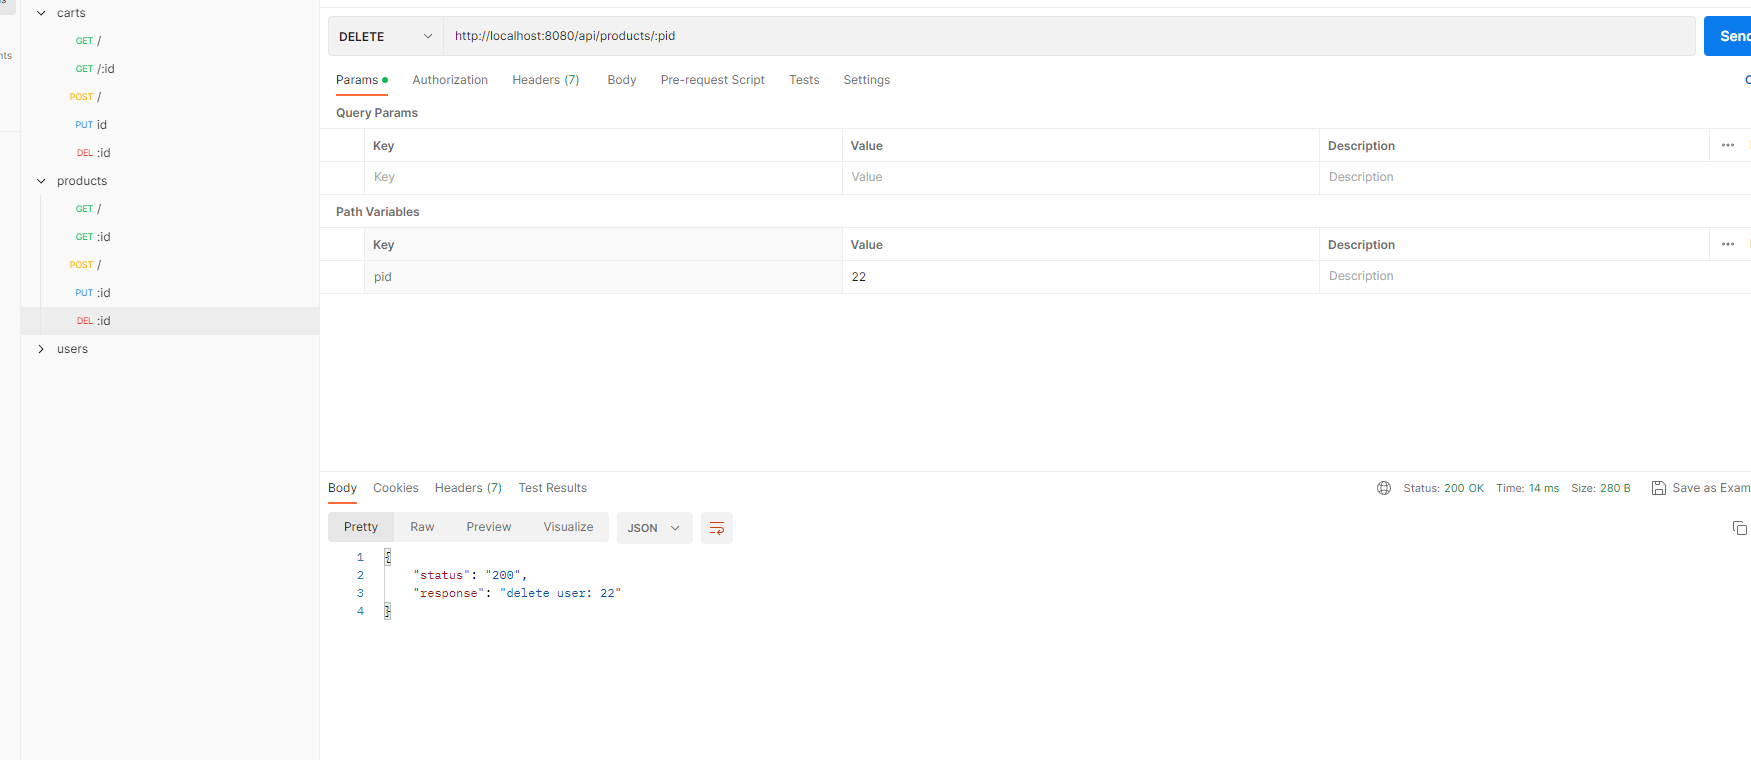 carts
GET /
GET /:id
POST /
PUT id
DEL :id
products
GET /
GET :id
POST /
PUT :id
DEL :id
users
DELETE http://localhost:8080/api/products/:pid Send
Params Authorization Headers (7) Body Pre-request Script Tests Settings
Query Params
Key Value Description
Key Value Description
Path Variables
Key Value Description
pid 22 Description
Body Cookies Headers (7) Test Results Status: 200 OK Time: 14 ms Size: 280 B Save as Exam
Pretty Raw Preview Visualize JSON
1 {
2 "status": "200",
3 "response": "delete user: 22"
4 }